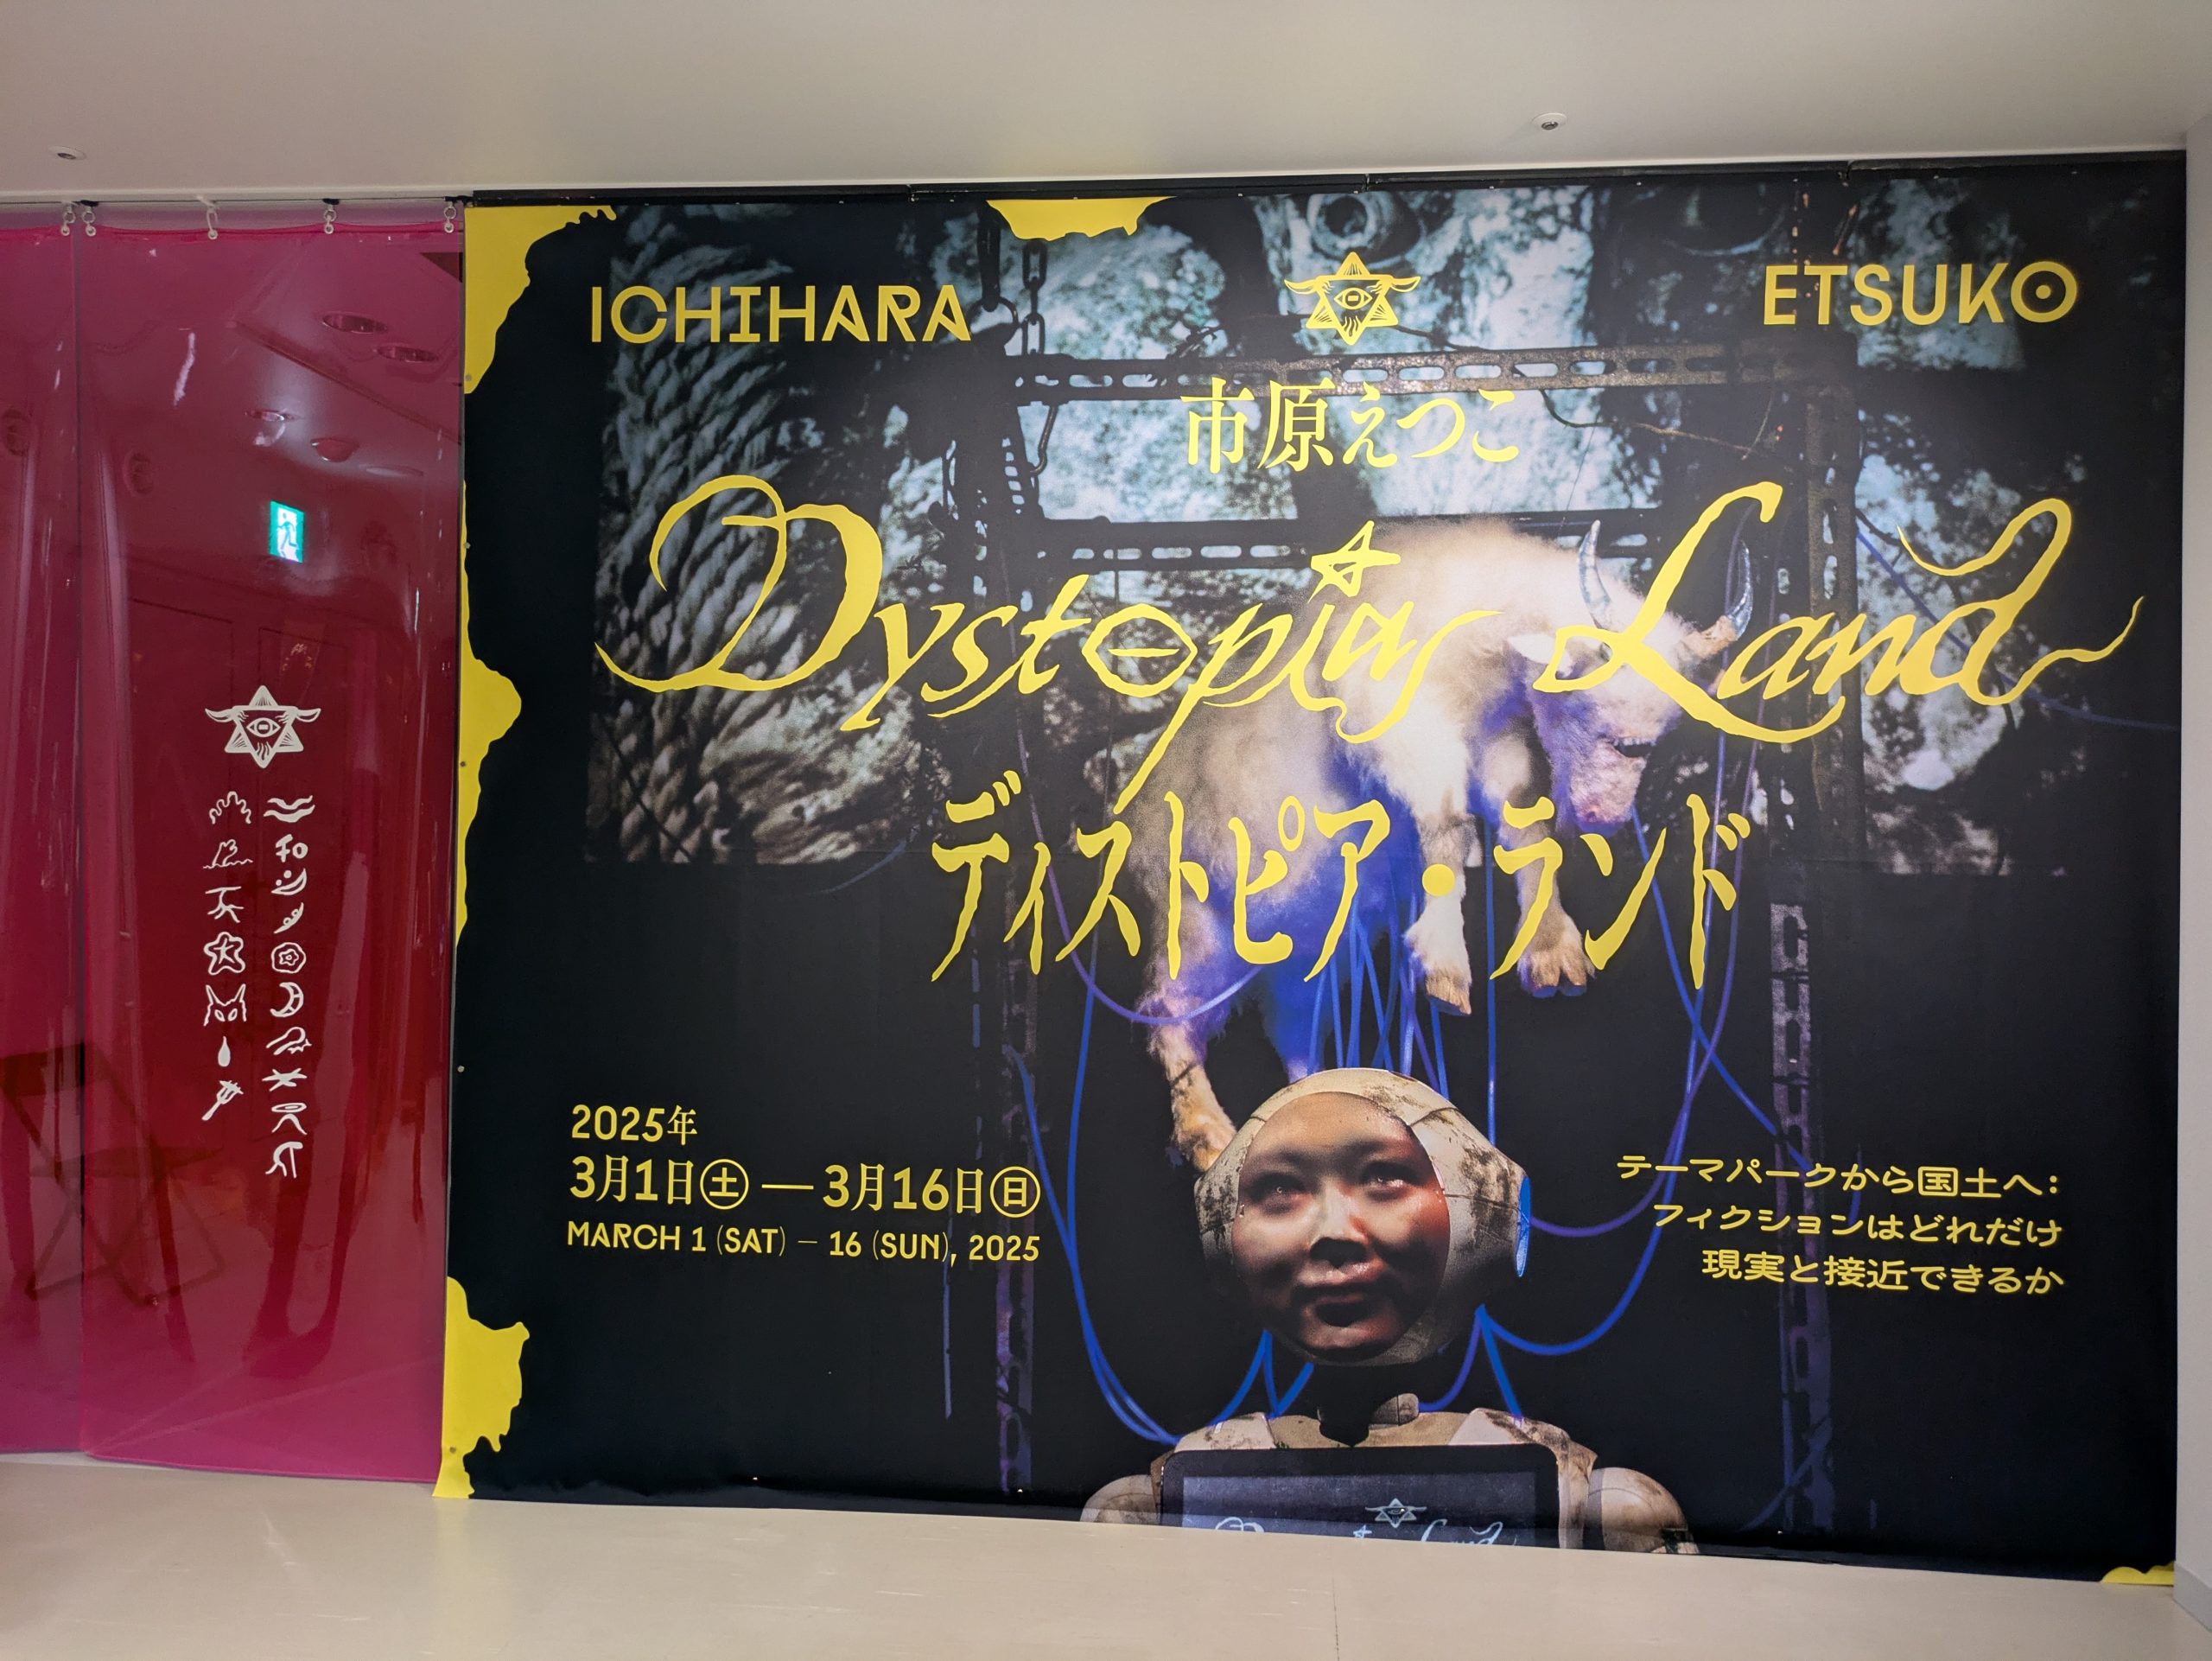 ICHIHARA
ETSUKO
市原えつこ
Dystopias Land
ディストピア・ランド
2025年
3月1日㊏ — 3月16日㊐
MARCH 1 (SAT) – 16 (SUN), 2025
テーマパークから国土へ:
フィクションはどれだけ
現実と接近できるか